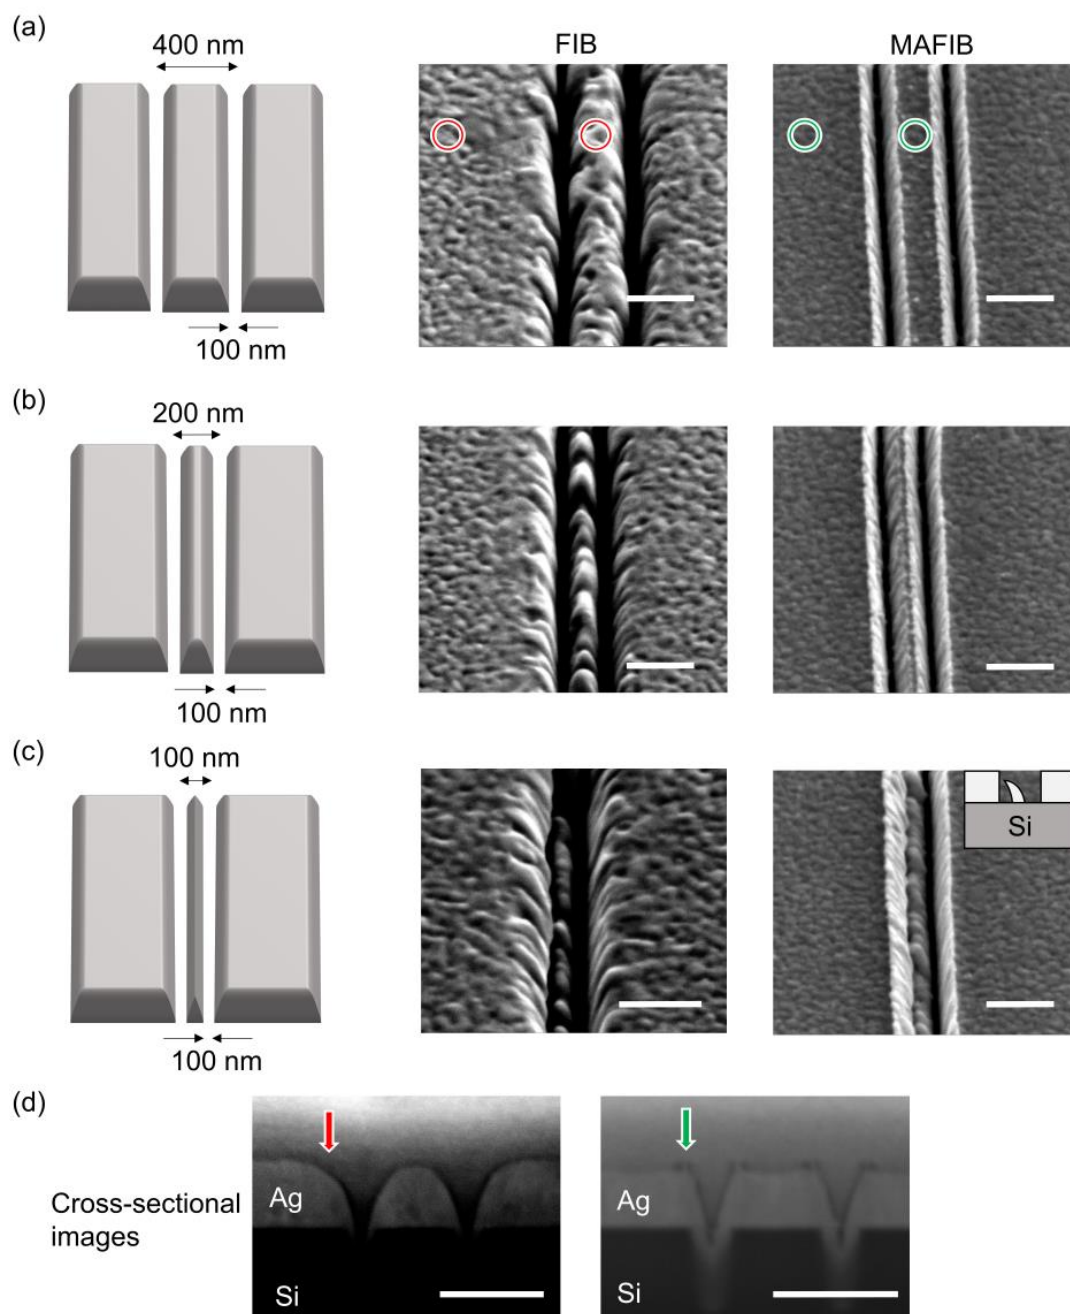 (a)
400 nm
FIB
MAFIB
100 nm
(b)
200 nm
100 nm
(c)
100 nm
Si
100 nm
(d)
Cross-sectional
images
Ag
Si
Ag
Si